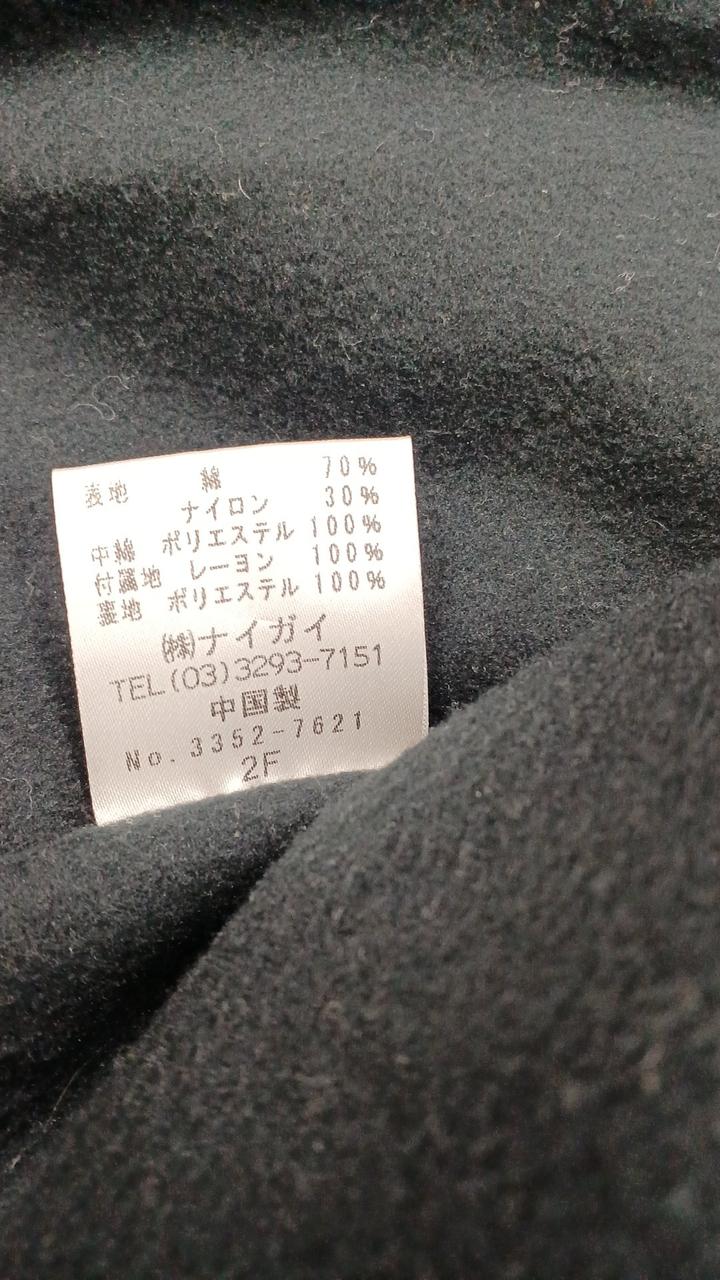 表地 綿 70%
ナイロン 30%
中綿 ポリエステル 100%
付属地 レーヨン 100%
裏地 ポリエステル 100%
㈱ナイガイ
TEL(03)3293-7151
中国製
No.3352-7621
2F